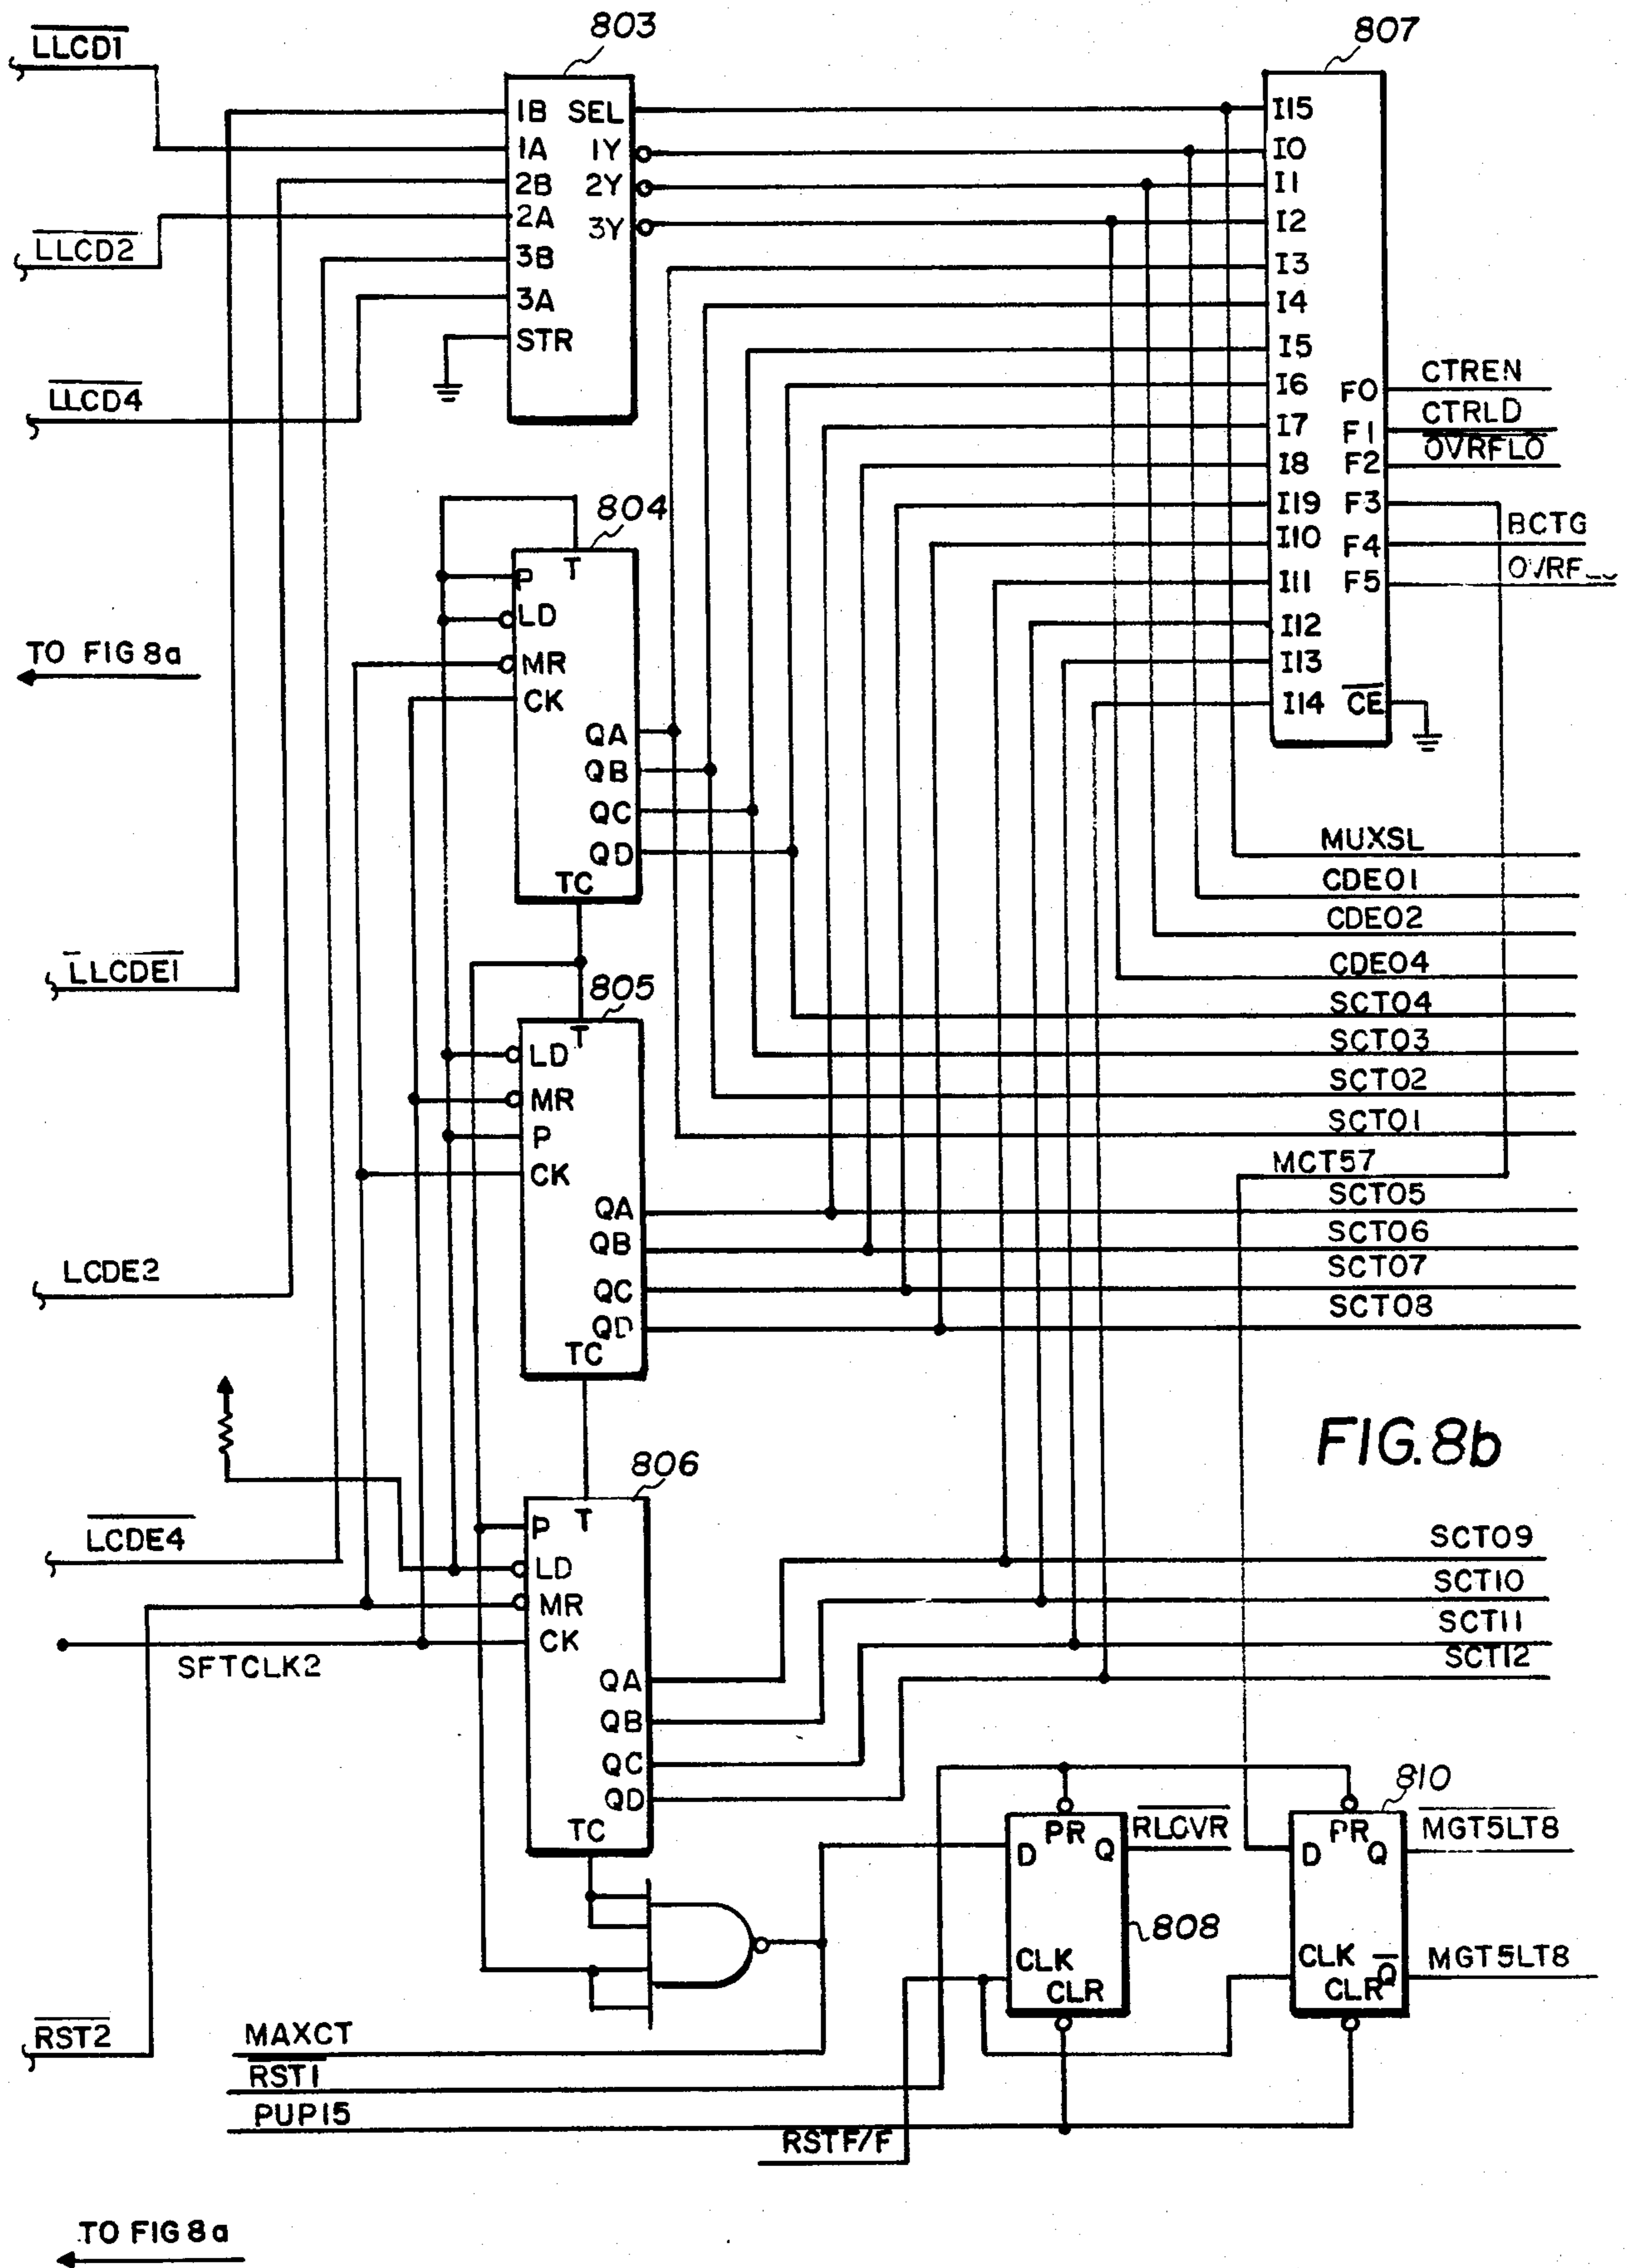 803
807
LLCD1
1B SEL
1A 1Y
2B 2Y
2A
3Y
3B
3A
STR
LLCD2
LLCD4
I15
I0
I1
I2
I3
I4
I5
I6
I7
I8
I19
I10
I11
I12
I13
I14
F0
F1
F2
F3
F4
F5
CE
CTREN
CTRLD
OVRFLO
BCTG
804
P T
LD
MR
CK
QA
QB
QC
QD
TC
TO FIG 8a
MUXSL
CDE01
CDE02
CDE04
SCT04
SCT03
SCT02
SCT01
MCT57
SCT05
SCT06
SCT07
SCT08
LLCDE1
805
T
LD
MR
P
CK
QA
QB
QC
QD
TC
LCDE2
FIG.8b
806
P T
LD
MR
CK
QA
QB
QC
QD
TC
LCDE4
SFTCLK2
SCT09
SCT10
SCT11
SCT12
810
PR
D Q
RLCVR
CLK
CLR
808
PR
D Q
MGT5LT8
CLK
CLR Q
MGT5LT8
RST2
MAXCT
RST1
PUP15
RSTF/F
TO FIG 8a